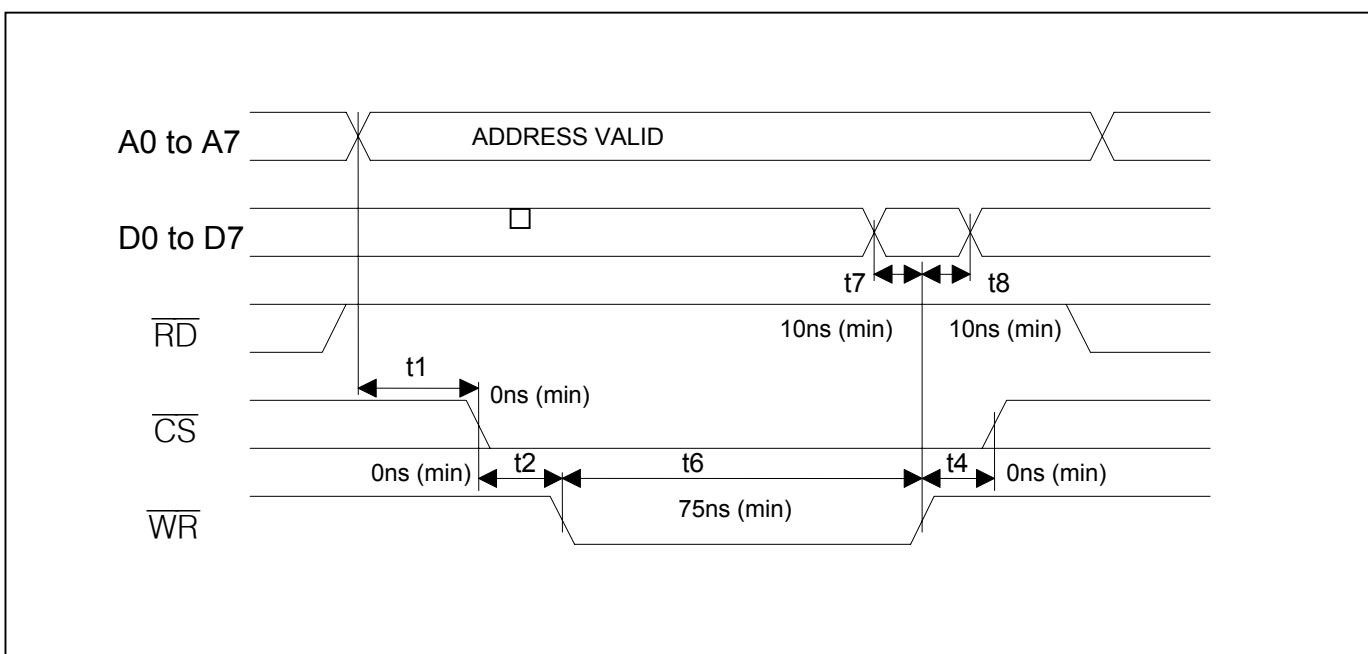 A0 to A7
ADDRESS VALID
D0 to D7
t7
t8
RD
10ns (min)
10ns (min)
t1
0ns (min)
CS
0ns (min)
t2
t6
t4
0ns (min)
75ns (min)
WR